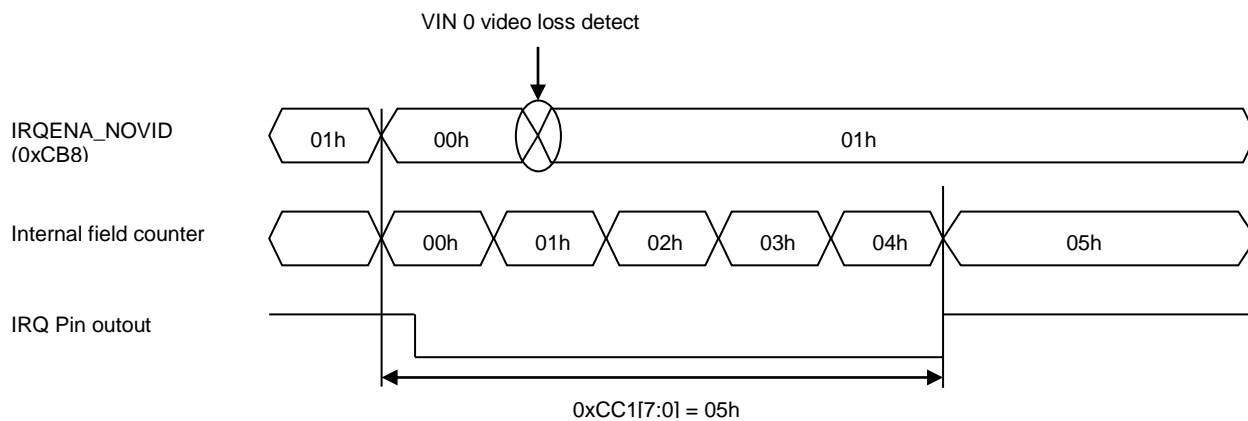 VIN 0 video loss detect
IRQENA_NOVID
(0xCB8)
01h
00h
01h
Internal field counter
00h
01h
02h
03h
04h
05h
IRQ Pin outout
0xCC1[7:0] = 05h